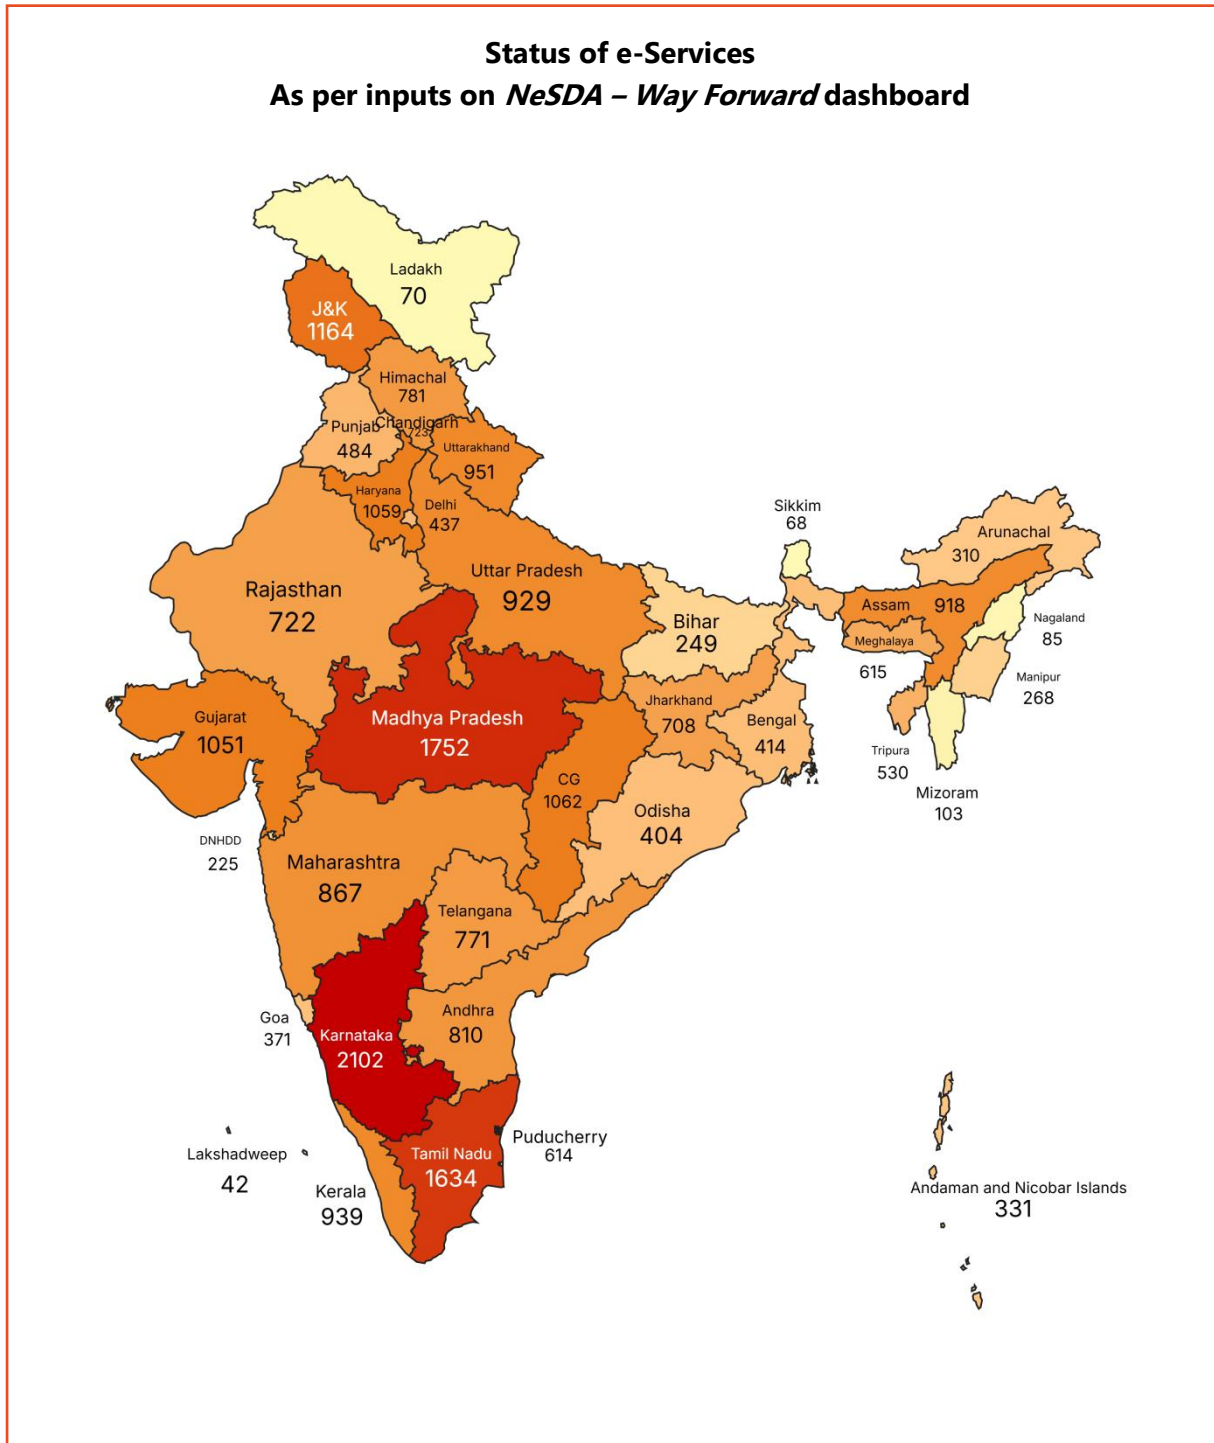 Status of e-Services
As per inputs on NeSDA – Way Forward dashboard
Ladakh
70
J&K
1164
Himachal
781
Chandigarh
723
Punjab
484
Uttarakhand
951
Haryana
1059
Delhi
437
Sikkim
68
Arunachal
310
Rajasthan
722
Uttar Pradesh
929
Bihar
249
Assam 918
Nagaland
85
Meghalaya
615
Manipur
268
Gujarat
1051
Madhya Pradesh
1752
Jharkhand
708
Bengal
414
Tripura
530
Mizoram
103
CG
1062
Odisha
404
DNHDD
225
Maharashtra
867
Telangana
771
Goa
371
Karnataka
2102
Andhra
810
Lakshadweep
42
Kerala
939
Tamil Nadu
1634
Puducherry
614
Andaman and Nicobar Islands
331